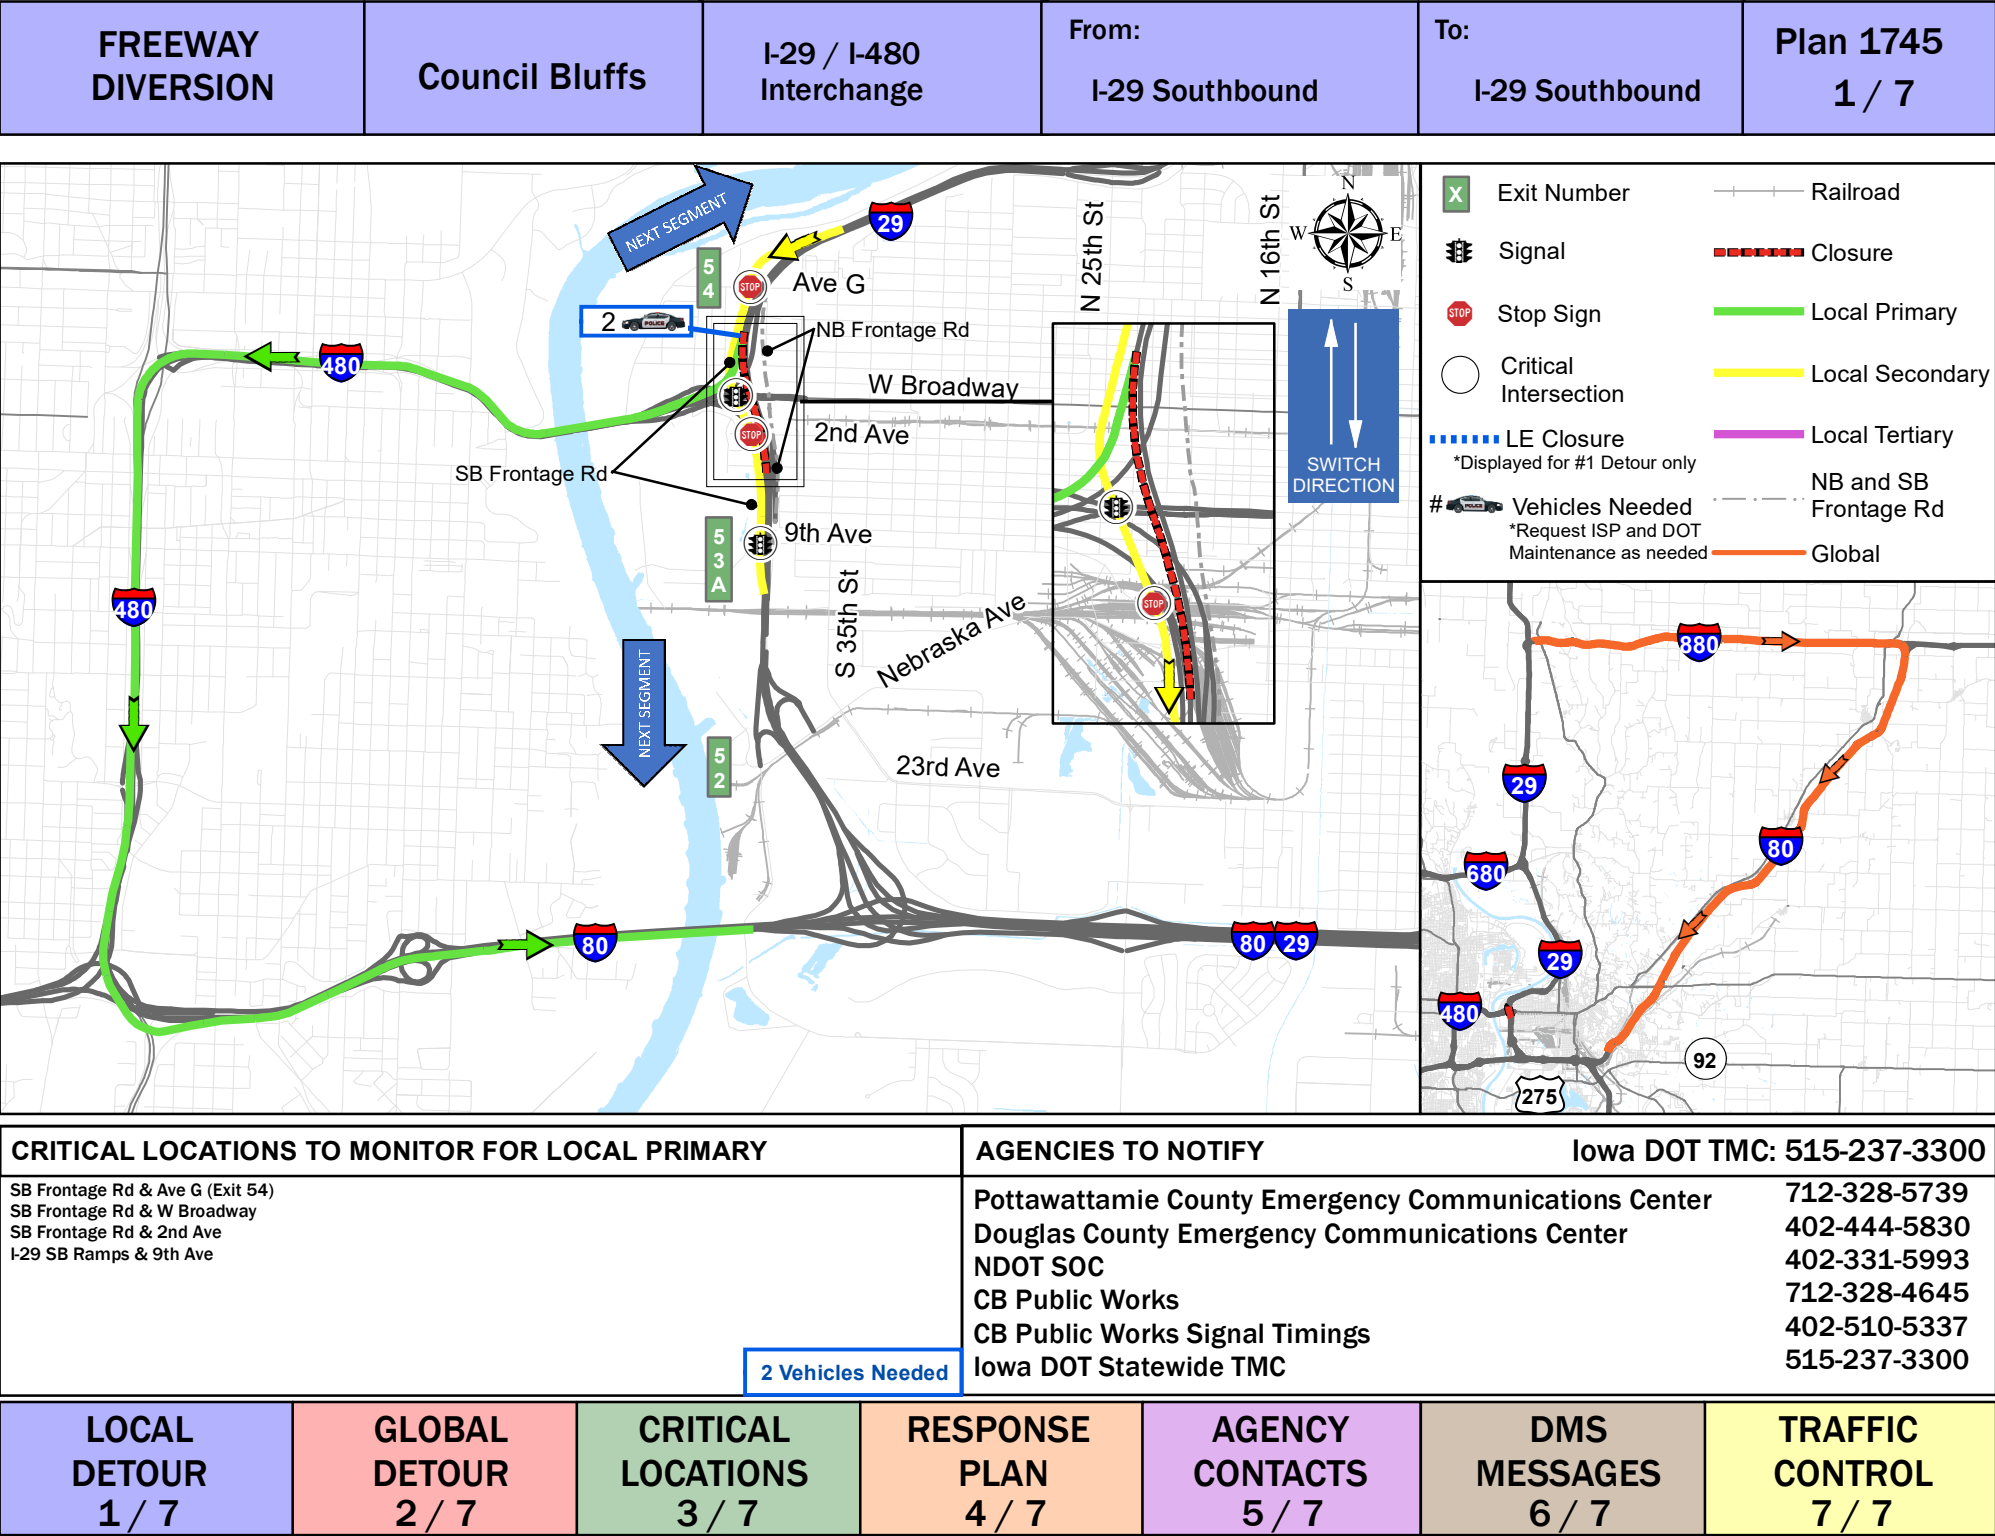 FREEWAY
DIVERSION
Council Bluffs
I-29 / I-480
Interchange
From:
I-29 Southbound
To:
I-29 Southbound
Plan 1745
1 / 7
NEXT SEGMENT
29
N 25th St
N 16th St
N
W
E
S
5
4
STOP
Ave G
2
POLICE
NB Frontage Rd
480
W Broadway
STOP
2nd Ave
SB Frontage Rd
SWITCH
DIRECTION
5
3
A
9th Ave
480
S 35th St
Nebraska Ave
STOP
NEXT SEGMENT
5
2
23rd Ave
80
80
29
X
Exit Number
Signal
STOP
Stop Sign
Critical
Intersection
LE Closure
*Displayed for #1 Detour only
#
POLICE
Vehicles Needed
*Request ISP and DOT
Maintenance as needed
Railroad
Closure
Local Primary
Local Secondary
Local Tertiary
NB and SB
Frontage Rd
Global
880
29
80
680
29
480
92
275
CRITICAL LOCATIONS TO MONITOR FOR LOCAL PRIMARY
SB Frontage Rd & Ave G (Exit 54)
SB Frontage Rd & W Broadway
SB Frontage Rd & 2nd Ave
I-29 SB Ramps & 9th Ave
2 Vehicles Needed
AGENCIES TO NOTIFY
Iowa DOT TMC: 515-237-3300
Pottawattamie County Emergency Communications Center 712-328-5739
Douglas County Emergency Communications Center 402-444-5830
NDOT SOC 402-331-5993
CB Public Works 712-328-4645
CB Public Works Signal Timings 402-510-5337
Iowa DOT Statewide TMC 515-237-3300
LOCAL
DETOUR
1 / 7
GLOBAL
DETOUR
2 / 7
CRITICAL
LOCATIONS
3 / 7
RESPONSE
PLAN
4 / 7
AGENCY
CONTACTS
5 / 7
DMS
MESSAGES
6 / 7
TRAFFIC
CONTROL
7 / 7